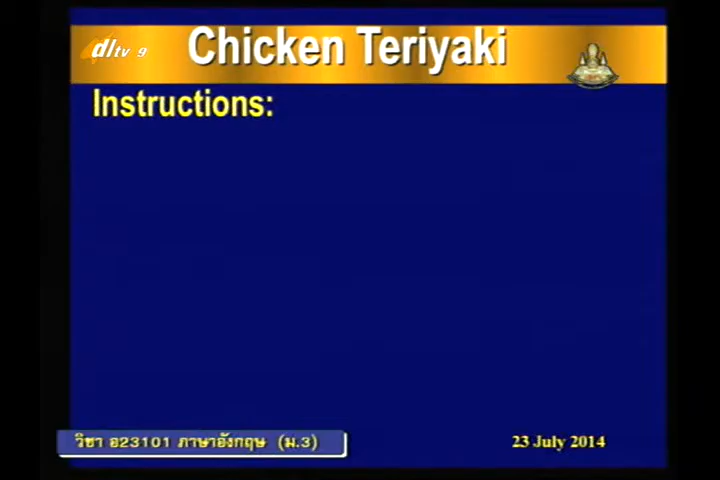 dltv 9
Chicken Teriyaki
Instructions:
วิชา อ23101 ภาษาอังกฤษ (ม.3)
23 July 2014